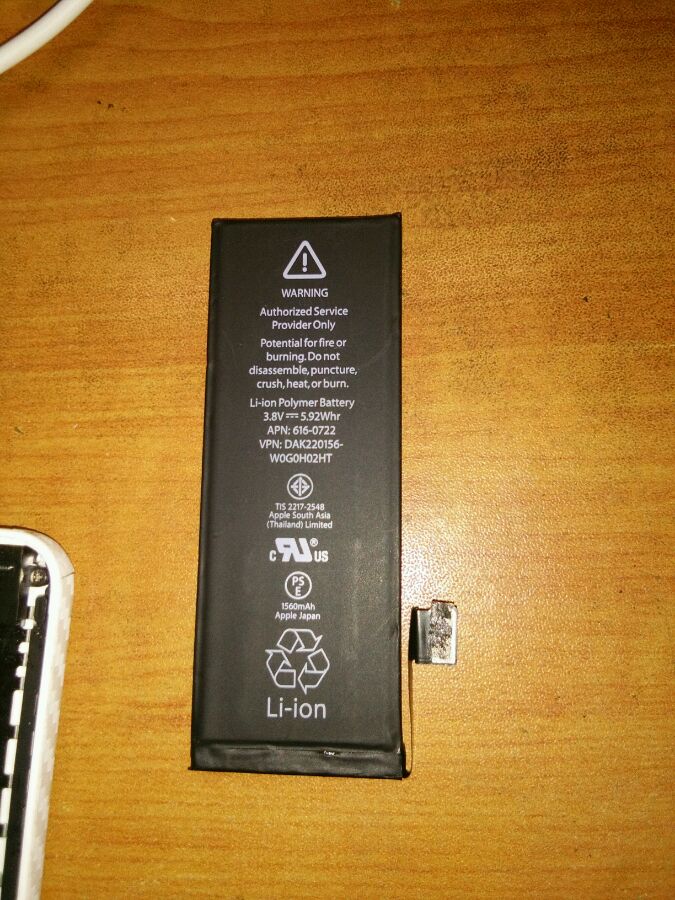 WARNING
Authorized Service
Provider Only
Potential for fire or
burning. Do not
disassemble, puncture,
crush, heat, or burn.
Li-ion Polymer Battery
3.8V ⎓ 5.92Whr
APN: 616-0722
VPN: DAK220156-
W0G0H02HT
TIS 2217-2548
Apple South Asia
(Thailand) Limited
c RU ® US
PS
E
1560mAh
Apple Japan
Li-ion